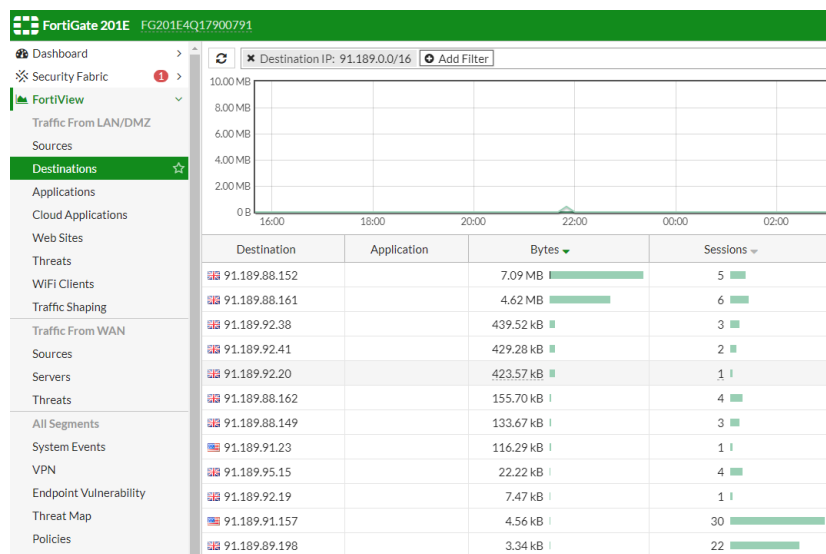 FortiGate 201E FG201E4Q17900791
Dashboard
Security Fabric 1
FortiView
Traffic From LAN/DMZ
Sources
Destinations
Applications
Cloud Applications
Web Sites
Threats
WiFi Clients
Traffic Shaping
Traffic From WAN
Sources
Servers
Threats
All Segments
System Events
VPN
Endpoint Vulnerability
Threat Map
Policies
Destination IP: 91.189.0.0/16 Add Filter
10.00 MB
8.00 MB
6.00 MB
4.00 MB
2.00 MB
0 B
16:00 18:00 20:00 22:00 00:00 02:00
Destination Application Bytes Sessions
91.189.88.152 7.09 MB 5
91.189.88.161 4.62 MB 6
91.189.92.38 439.52 kB 3
91.189.92.41 429.28 kB 2
91.189.92.20 423.57 kB 1
91.189.88.162 155.70 kB 4
91.189.88.149 133.67 kB 3
91.189.91.23 116.29 kB 1
91.189.95.15 22.22 kB 4
91.189.92.19 7.47 kB 1
91.189.91.157 4.56 kB 30
91.189.89.198 3.34 kB 22